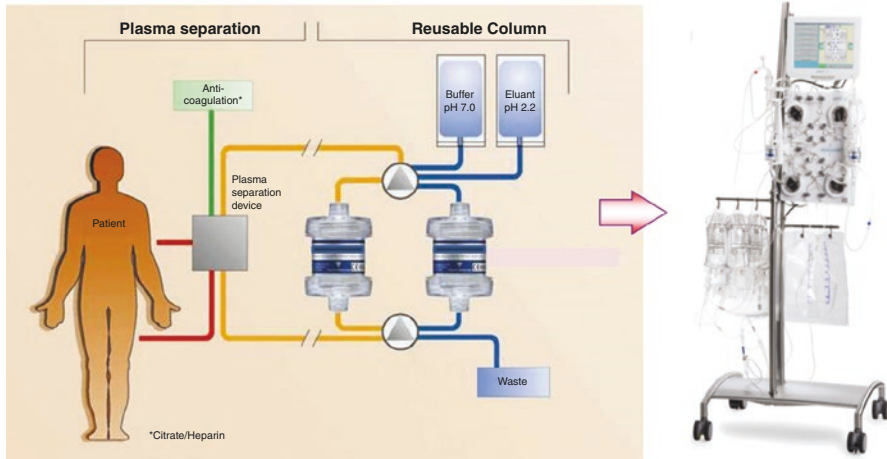 Plasma separation
Reusable Column
Anti-
coagulation*
Buffer
pH 7.0
Eluant
pH 2.2
Plasma
separation
device
Patient
Waste
*Citrate/Heparin